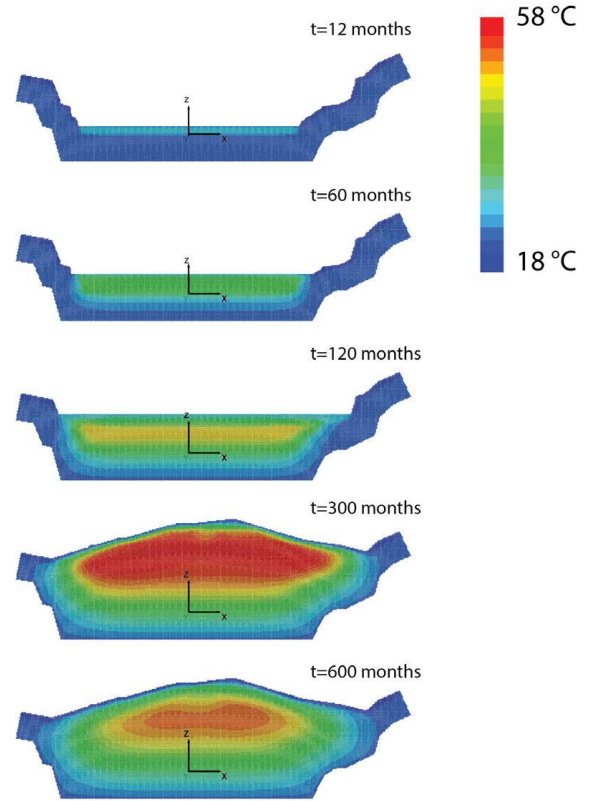 t=12 months
58 °C
z
x
t=60 months
18 °C
z
x
t=120 months
z
x
t=300 months
z
x
t=600 months
z
x